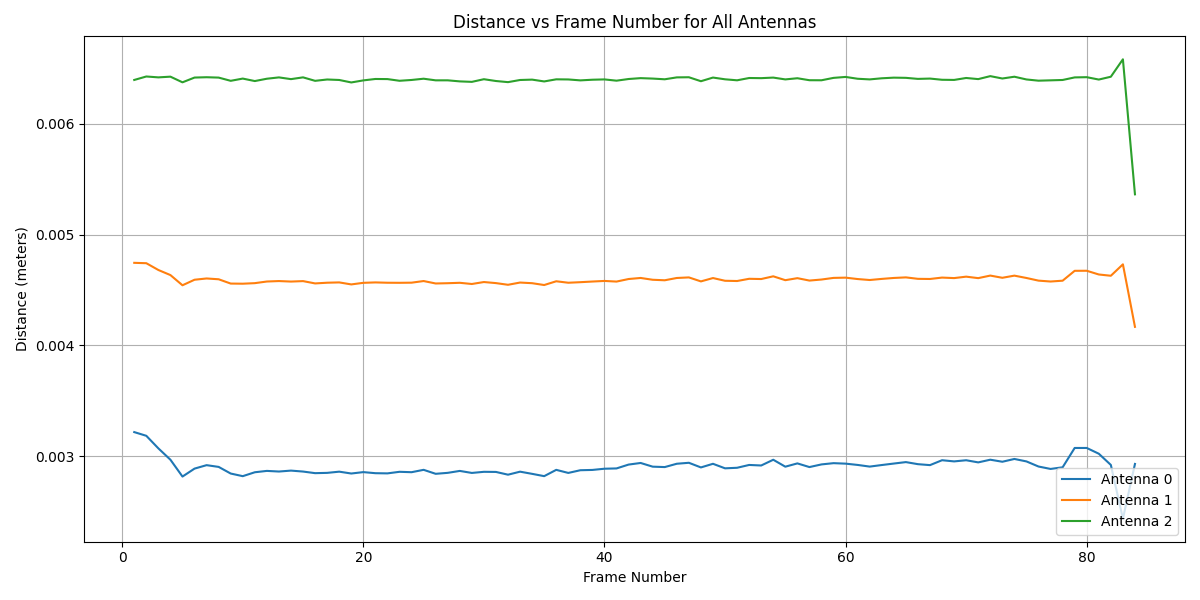 Distance vs Frame Number for All Antennas
Distance (meters)
0.006
0.005
0.004
0.003
0
20
40
60
80
Frame Number
Antenna 0
Antenna 1
Antenna 2